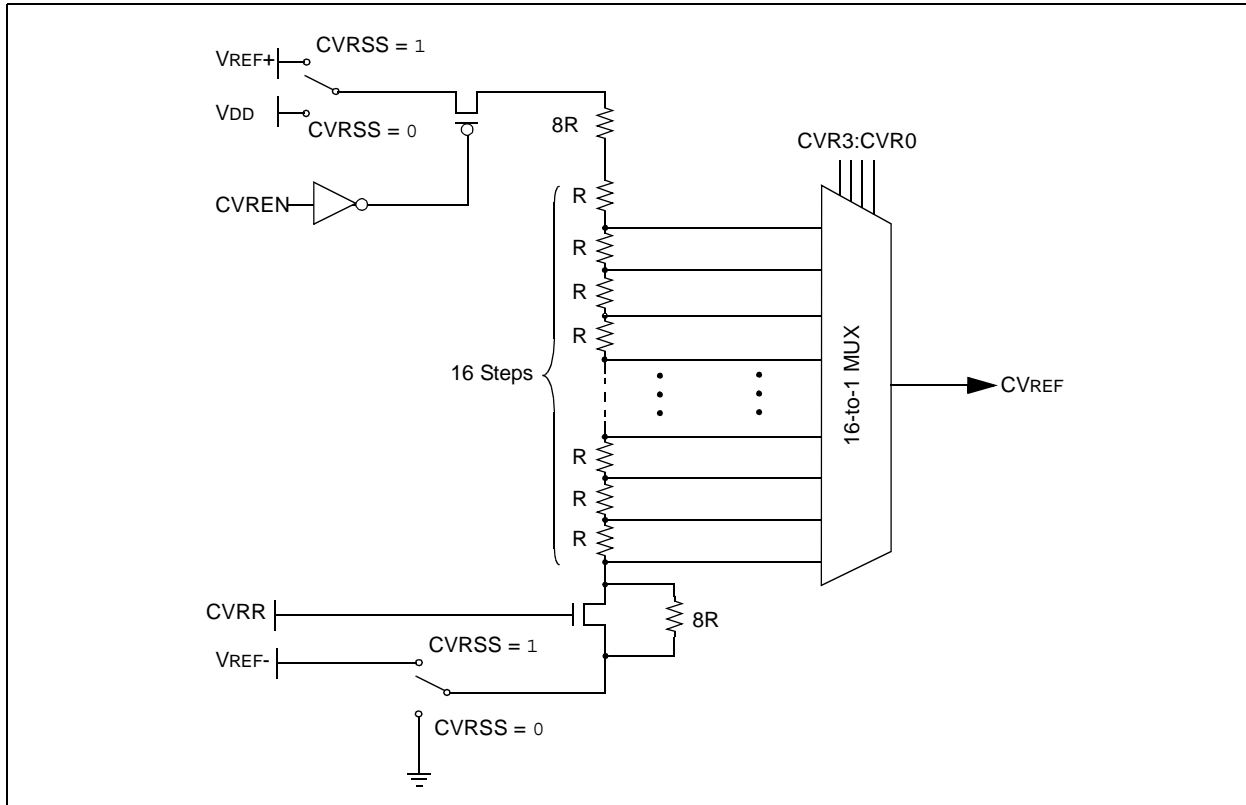 CVRSS = 1
VREF+
VDD
CVRSS = 0
8R
CVR3:CVR0
CVREN
R
R
R
R
16 Steps
16-to-1 MUX
CVREF
R
R
R
CVRR
8R
CVRSS = 1
VREF-
CVRSS = 0